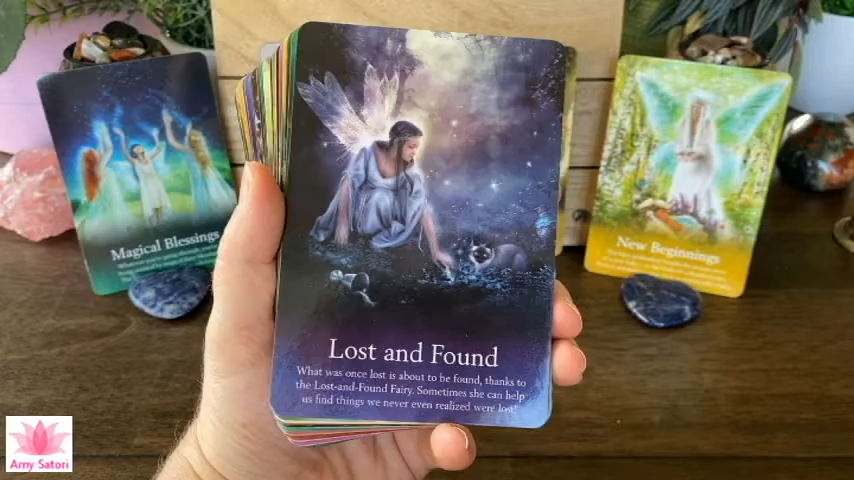 Magical Blessings
Lost and Found
What was once lost is about to be found, thanks to
the Lost-and-Found Fairy. Sometimes she can help
us find things we never even realized were lost!
New Beginnings
Amy Satori